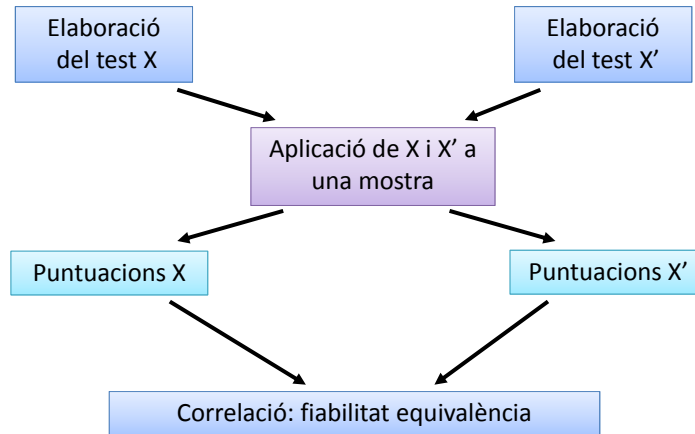 Elaboració
del test X
Elaboració
del test X’
Aplicació de X i X’ a
una mostra
Puntuacions X
Puntuacions X’
Correlació: fiabilitat equivalència